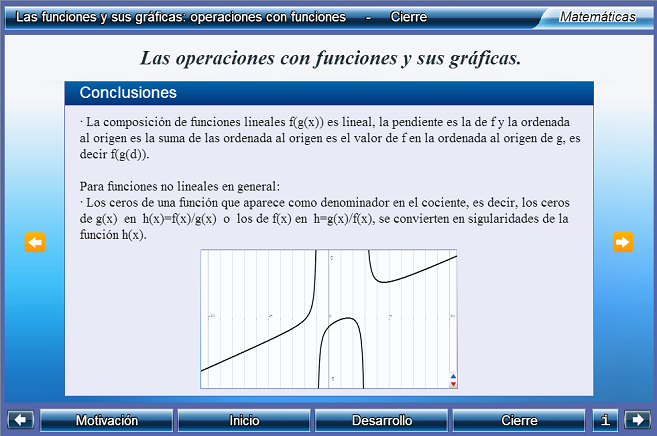 Las funciones y sus gráficas: operaciones con funciones - Cierre
Matemáticas
Las operaciones con funciones y sus gráficas.
Conclusiones
· La composición de funciones lineales f(g(x)) es lineal, la pendiente es la de f y la ordenada
al origen es la suma de las ordenada al origen es el valor de f en la ordenada al origen de g, es
decir f(g(d)).
Para funciones no lineales en general:
· Los ceros de una función que aparece como denominador en el cociente, es decir, los ceros
de g(x) en h(x)=f(x)/g(x) o los de f(x) en h=g(x)/f(x), se convierten en sigularidades de la
función h(x).
Motivación
Inicio
Desarrollo
Cierre
i